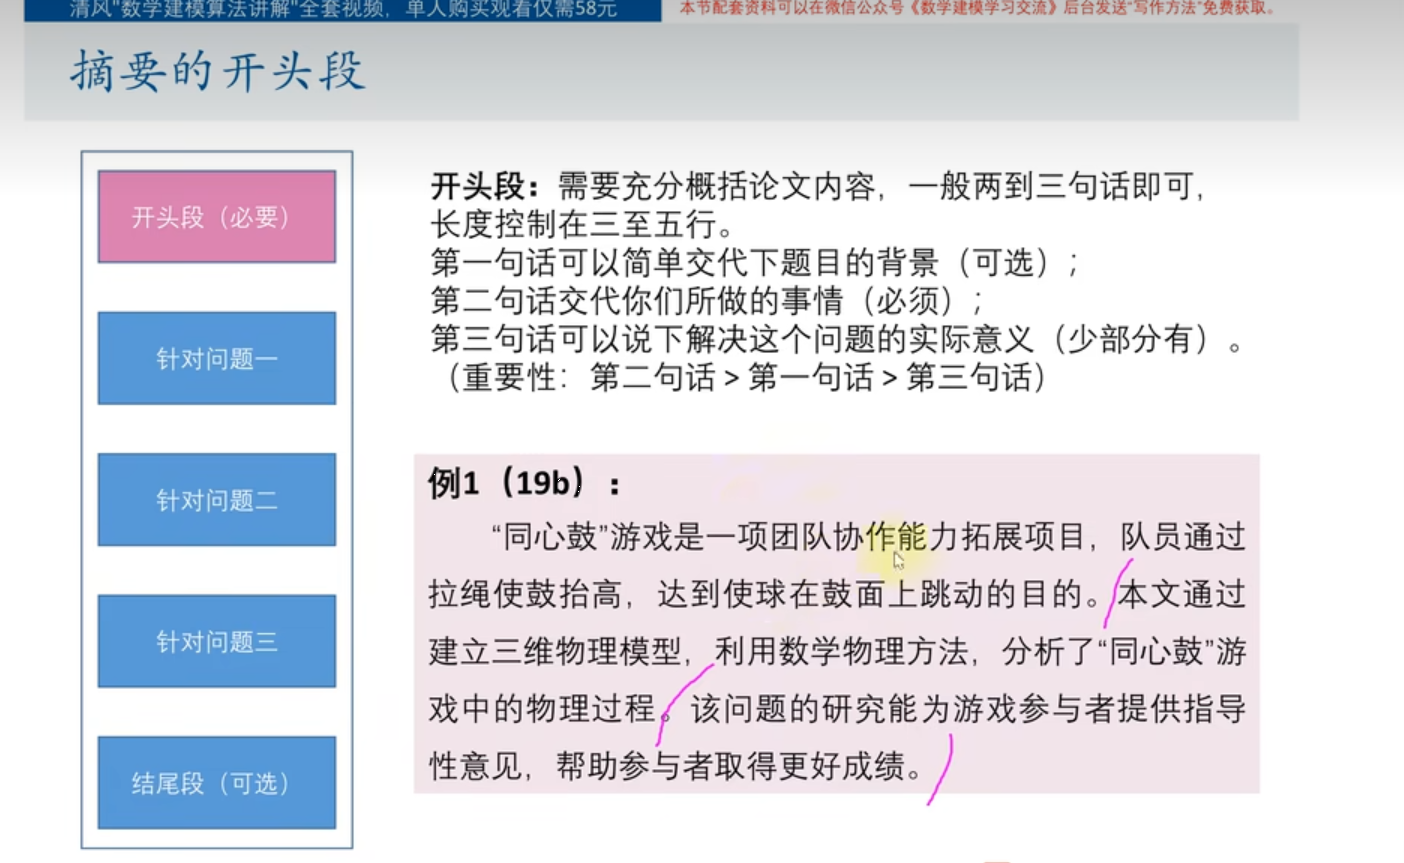 清风"数学建模算法讲解"全套视频，单人购买观看仅需58元
本节配套资料可以在微信公众号《数学建模学习交流》后台发送“写作方法”免费获取。
摘要的开头段
开头段（必要）
针对问题一
针对问题二
针对问题三
结尾段（可选）
开头段：需要充分概括论文内容，一般两到三句话即可，
长度控制在三至五行。
第一句话可以简单交代下题目的背景（可选）；
第二句话交代你们所做的事情（必须）；
第三句话可以说下解决这个问题的实际意义（少部分有）。
（重要性：第二句话 > 第一句话 > 第三句话）
例1（19b）：
“同心鼓”游戏是一项团队协作能力拓展项目，队员通过
拉绳使鼓抬高，达到使球在鼓面上跳动的目的。本文通过
建立三维物理模型，利用数学物理方法，分析了“同心鼓”游
戏中的物理过程。该问题的研究能为游戏参与者提供指导
性意见，帮助参与者取得更好成绩。